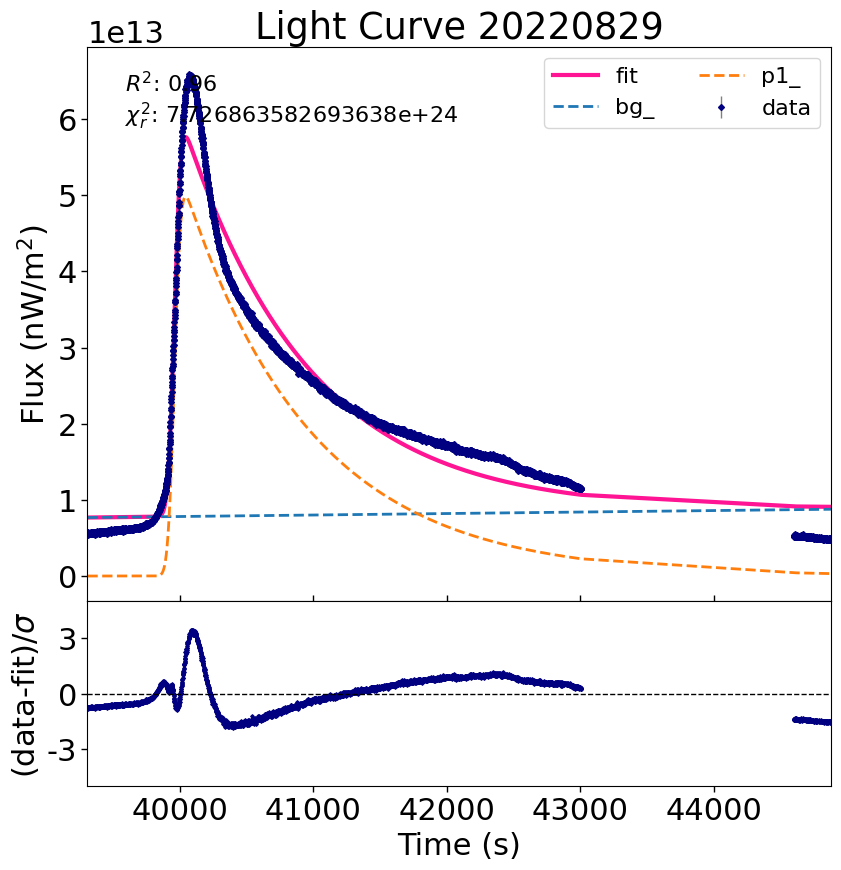 Light Curve 20220829
1e13
R²: 0.96
χ²ᵣ: 7.726863582693638e+24
fit
bg_
p1_
data
Flux (nW/m²)
6
5
4
3
2
1
0
(data-fit)/σ
3
0
-3
40000 41000 42000 43000 44000
Time (s)